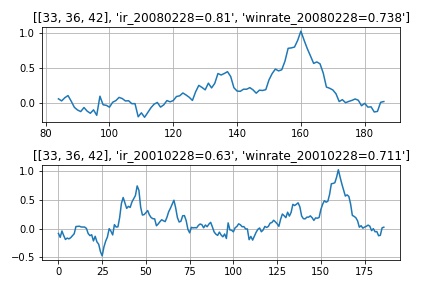 [[33, 36, 42], 'ir_20080228=0.81', 'winrate_20080228=0.738']
1.0
0.5
0.0
80 100 120 140 160 180
[[33, 36, 42], 'ir_20010228=0.63', 'winrate_20010228=0.711']
1.0
0.5
0.0
−0.5
0 25 50 75 100 125 150 175